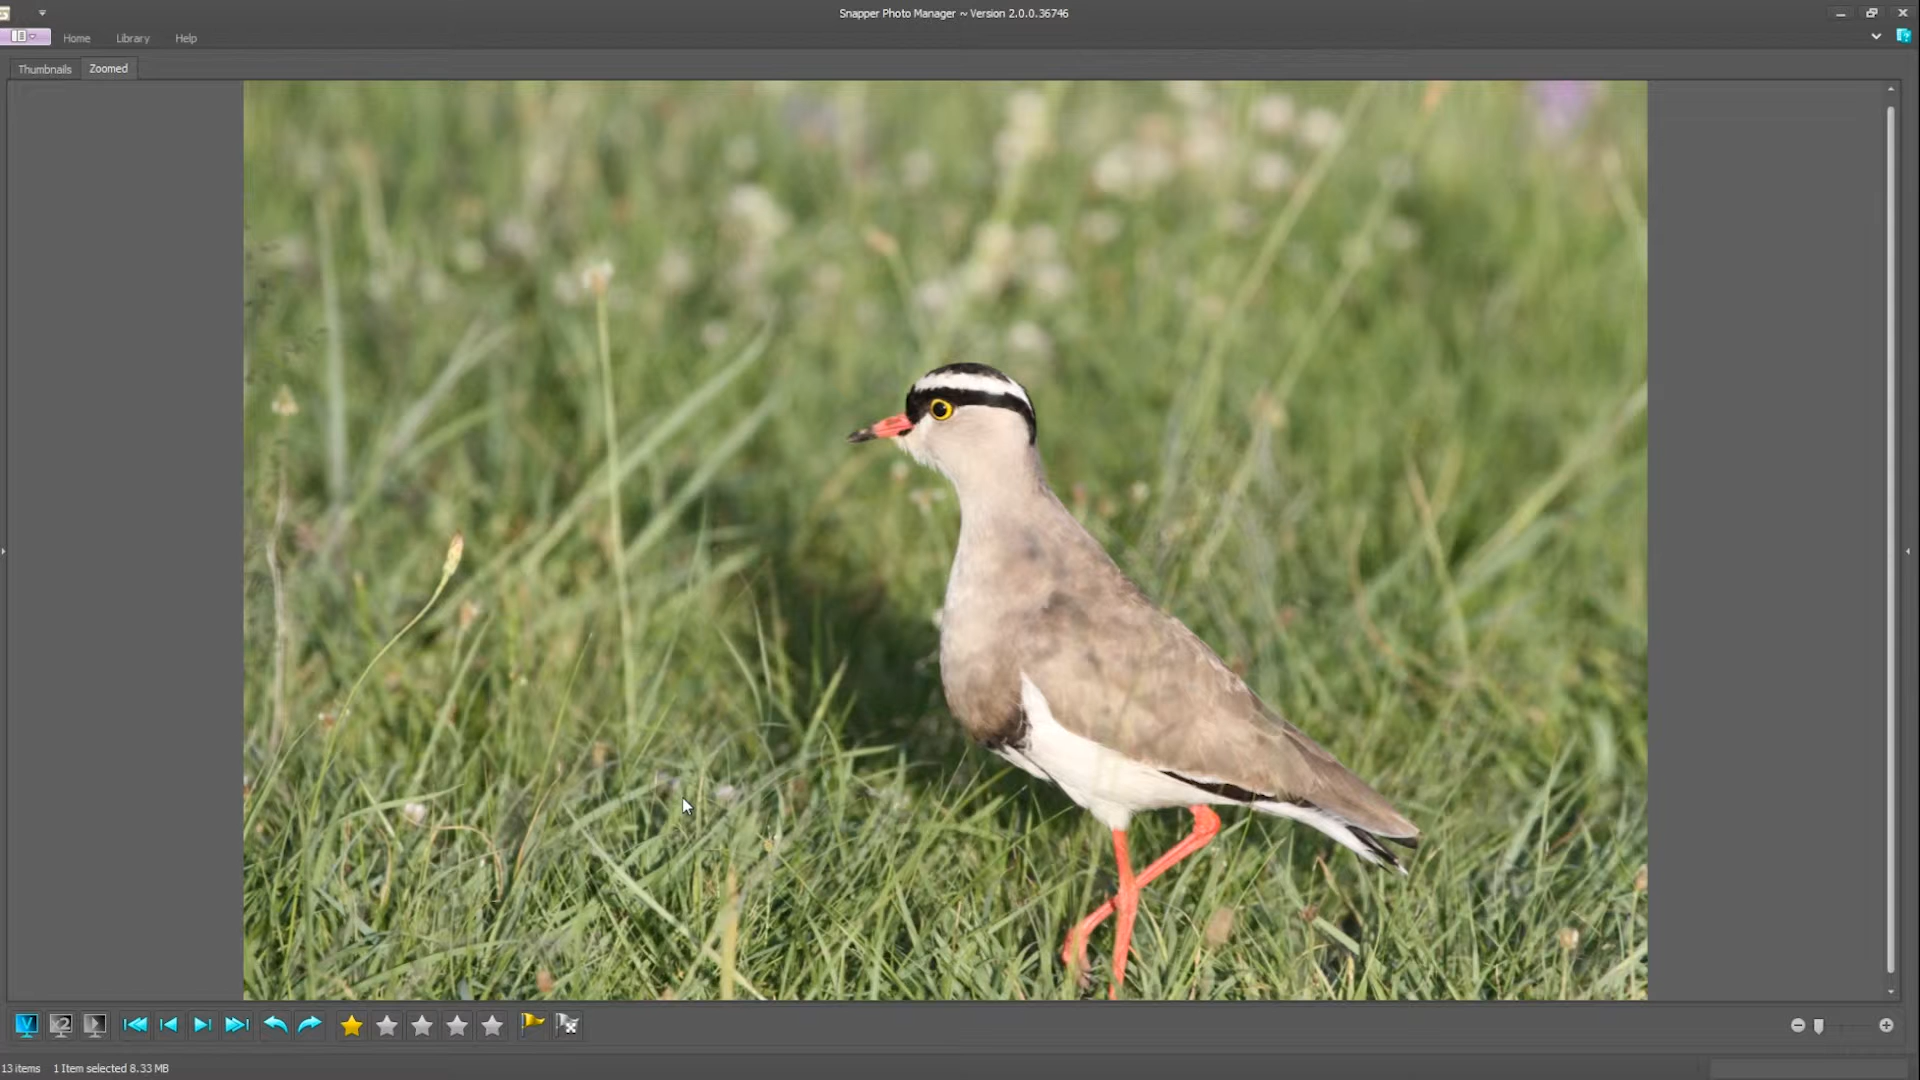 Snapper Photo Manager ~ Version 2.0.0.36746
Home Library Help
Thumbnails Zoomed
13 items 1 Item selected 8.33 MB